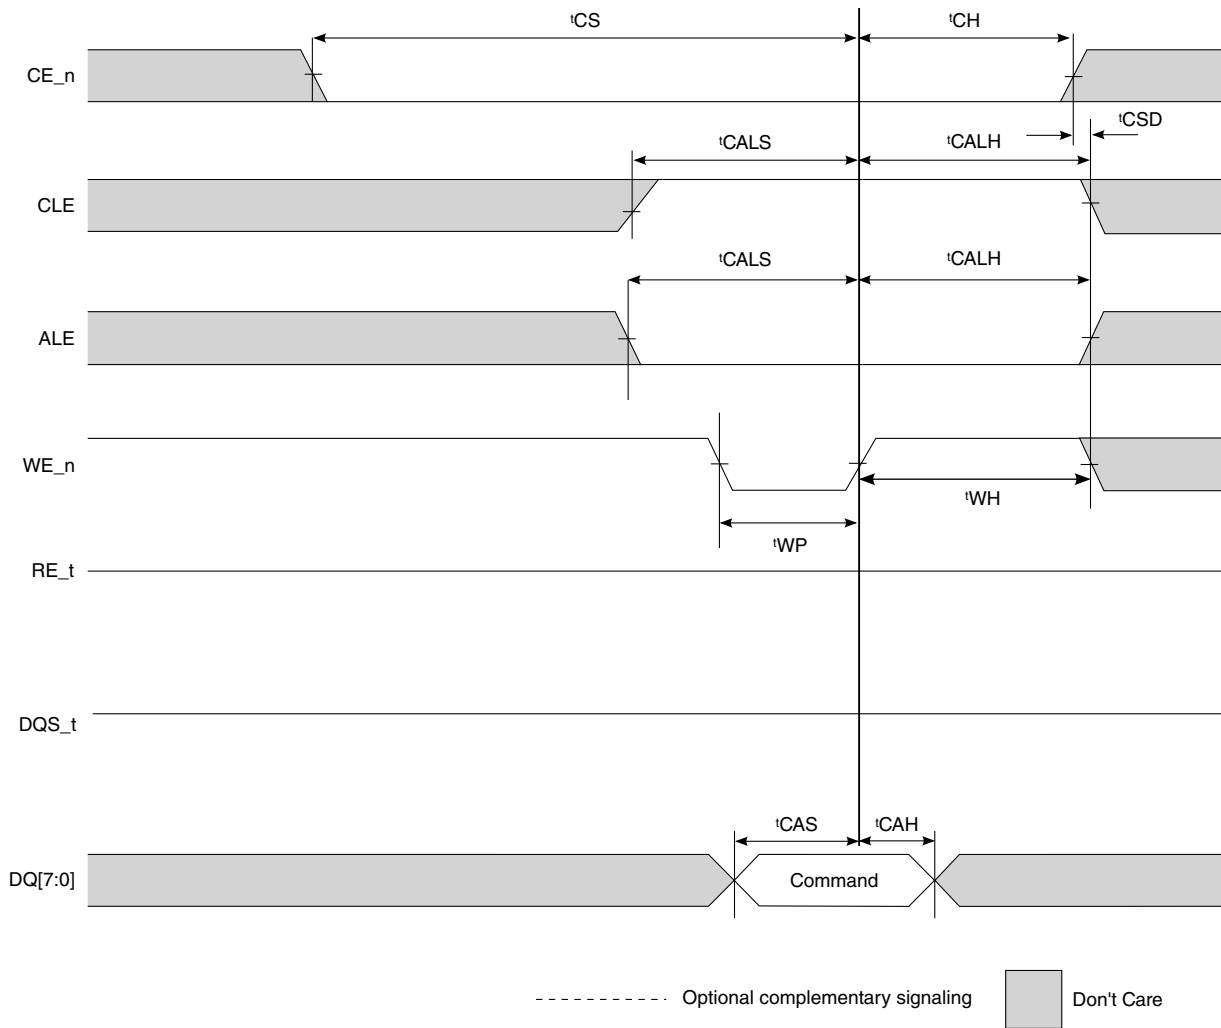 tCS
tCH
CE_n
tCSD
tCALS
tCALH
CLE
tCALS
tCALH
ALE
WE_n
tWH
tWP
RE_t
DQS_t
tCAS
tCAH
DQ[7:0]
Command
Optional complementary signaling
Don't Care